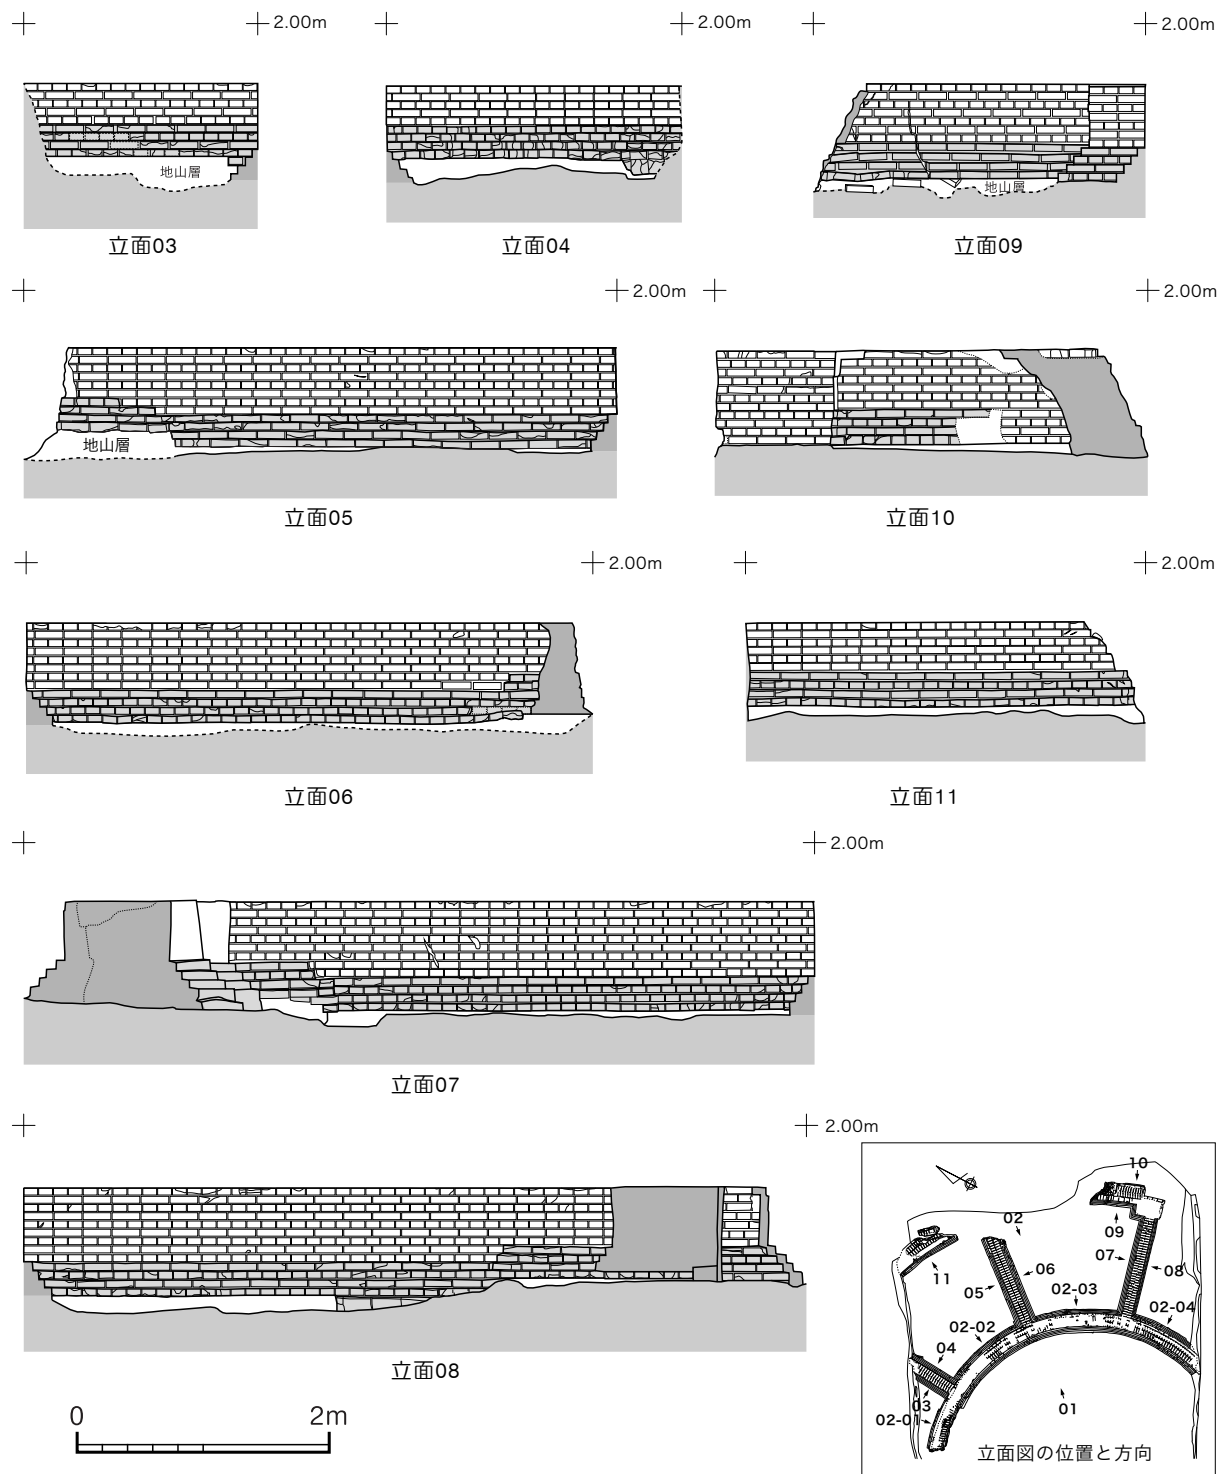 2.00m
2.00m
2.00m
地山層
立面03
立面04
地山層
立面09
2.00m
2.00m
地山層
立面05
立面10
2.00m
2.00m
立面06
立面11
2.00m
立面07
2.00m
立面08
0
2m
10
02
09
07
06
08
11
05
02-03
02-04
02-02
04
03
02-01
01
立面図の位置と方向